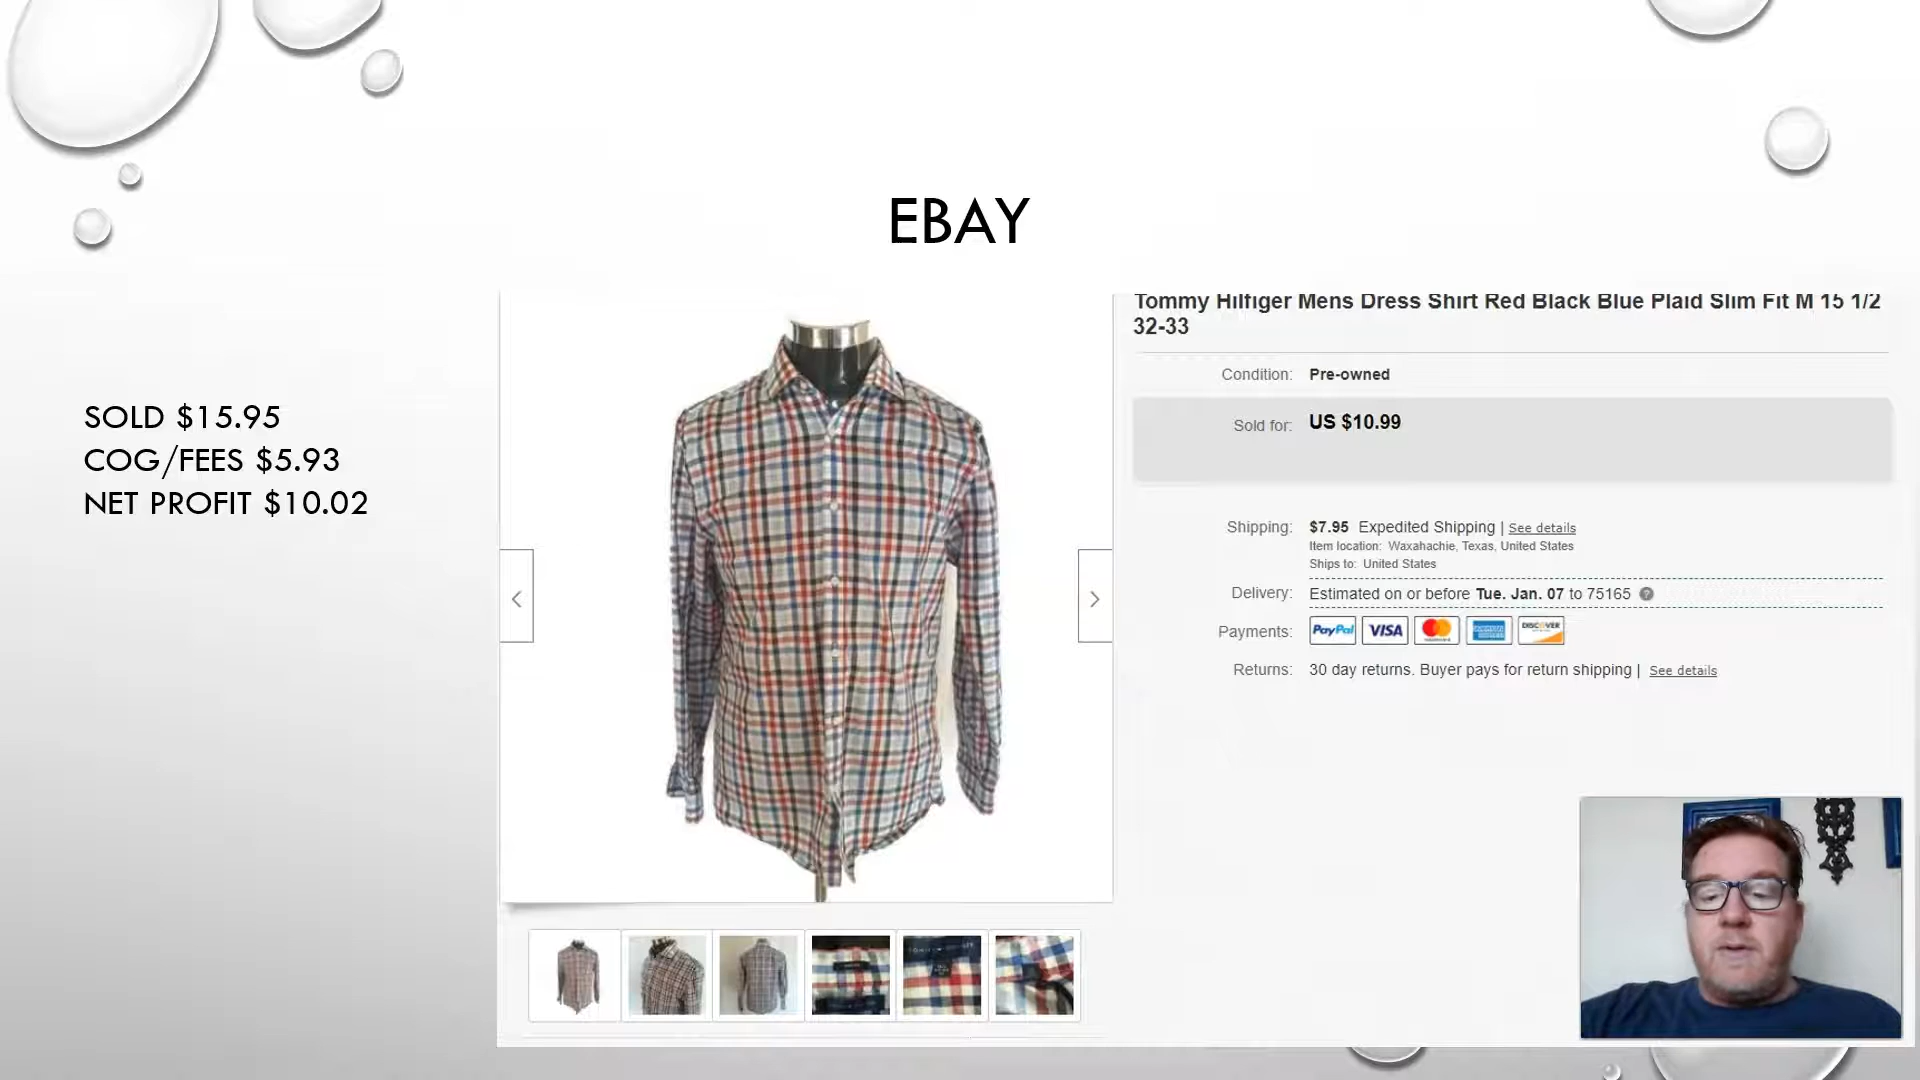 EBAY
SOLD $15.95
COG/FEES $5.93
NET PROFIT $10.02
Tommy Hilfiger Mens Dress Shirt Red Black Blue Plaid Slim Fit M 15 1/2
32-33
Condition: Pre-owned
Sold for: US $10.99
Shipping: $7.95 Expedited Shipping | See details
Item location: Waxahachie, Texas, United States
Ships to: United States
Delivery: Estimated on or before Tue. Jan. 07 to 75165 ?
Payments: PayPal VISA DISCOVER
Returns: 30 day returns. Buyer pays for return shipping | See details